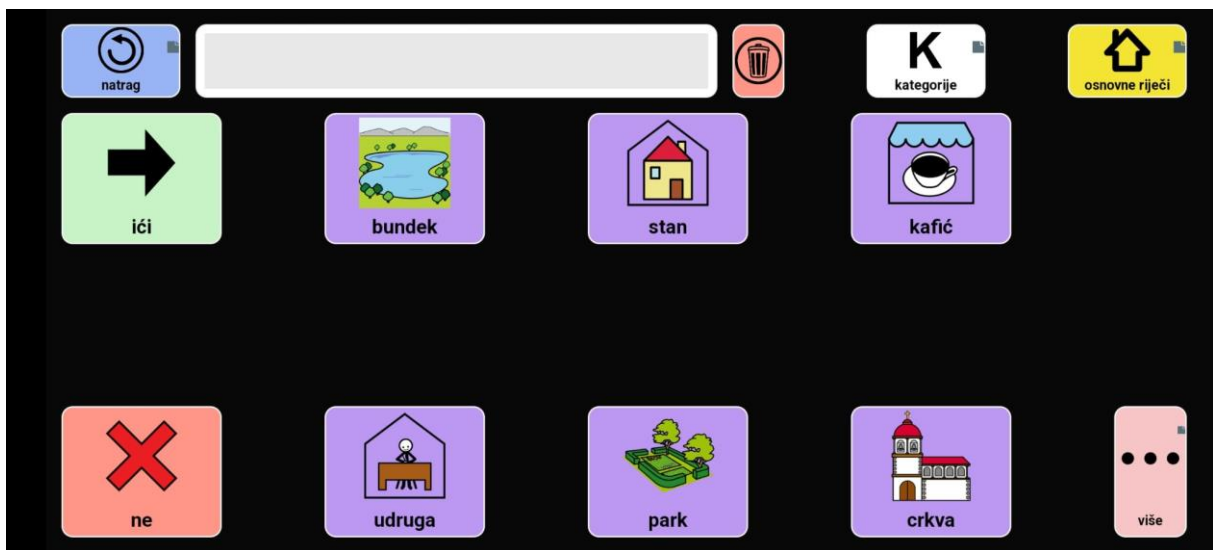 natrag
K
kategorije
osnovne riječi
ići
bundek
stan
kafić
ne
udruga
park
crkva
više